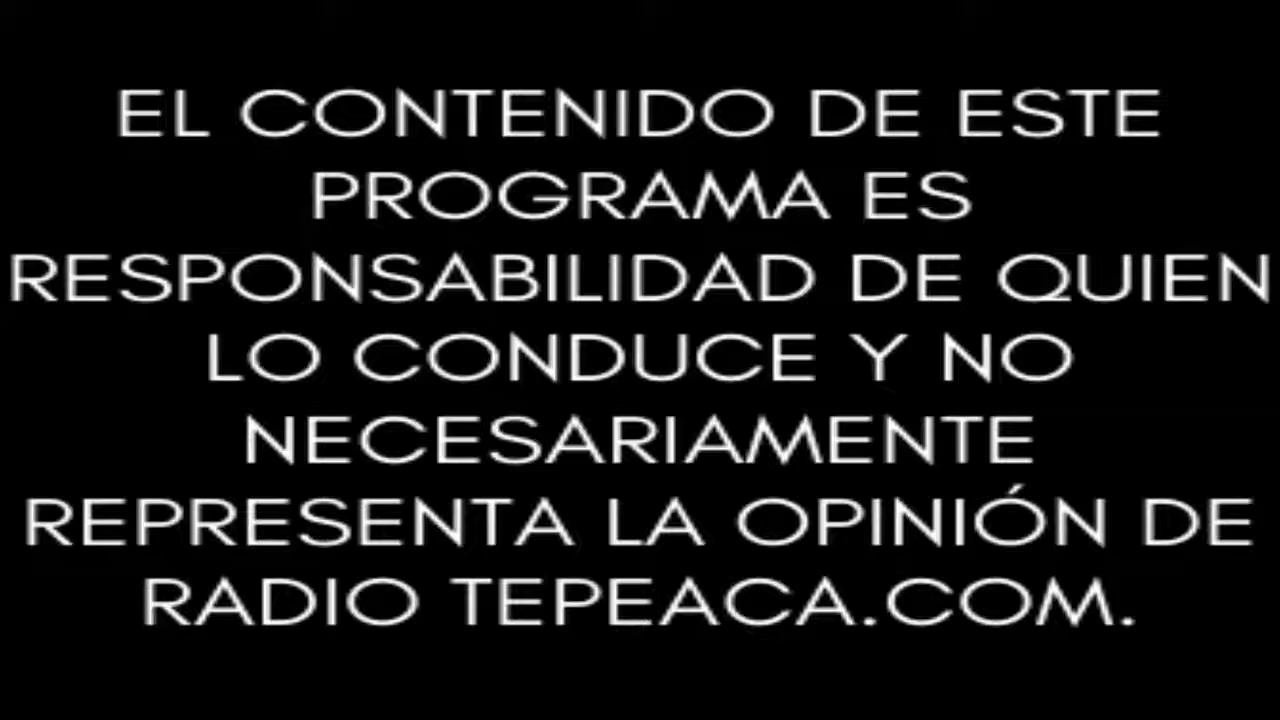 EL CONTENIDO DE ESTE
PROGRAMA ES
RESPONSABILIDAD DE QUIEN
LO CONDUCE Y NO
NECESARIAMENTE
REPRESENTA LA OPINIÓN DE
RADIO TEPEACA.COM.